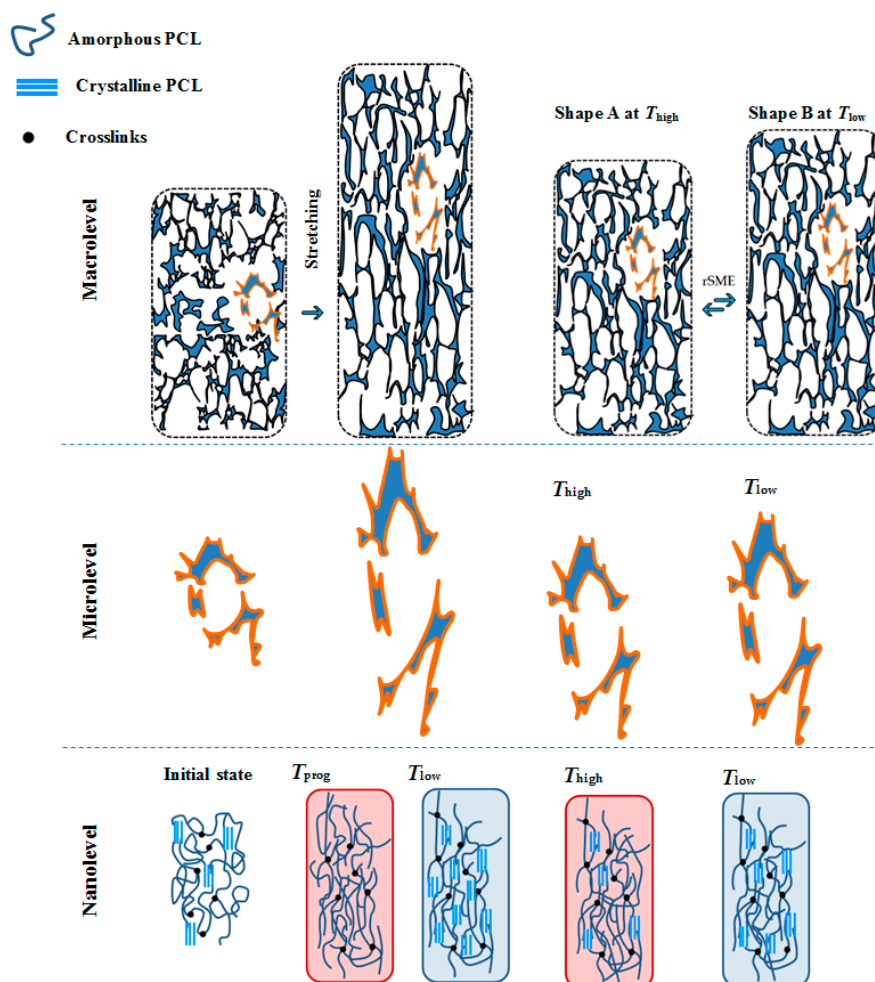 Amorphous PCL
Crystalline PCL
Crosslinks
Macrolevel
Stretching
Shape A at Thigh
Shape B at Tlow
rSME
Microlevel
Thigh
Tlow
Nanolevel
Initial state
Tprog
Tlow
Thigh
Tlow